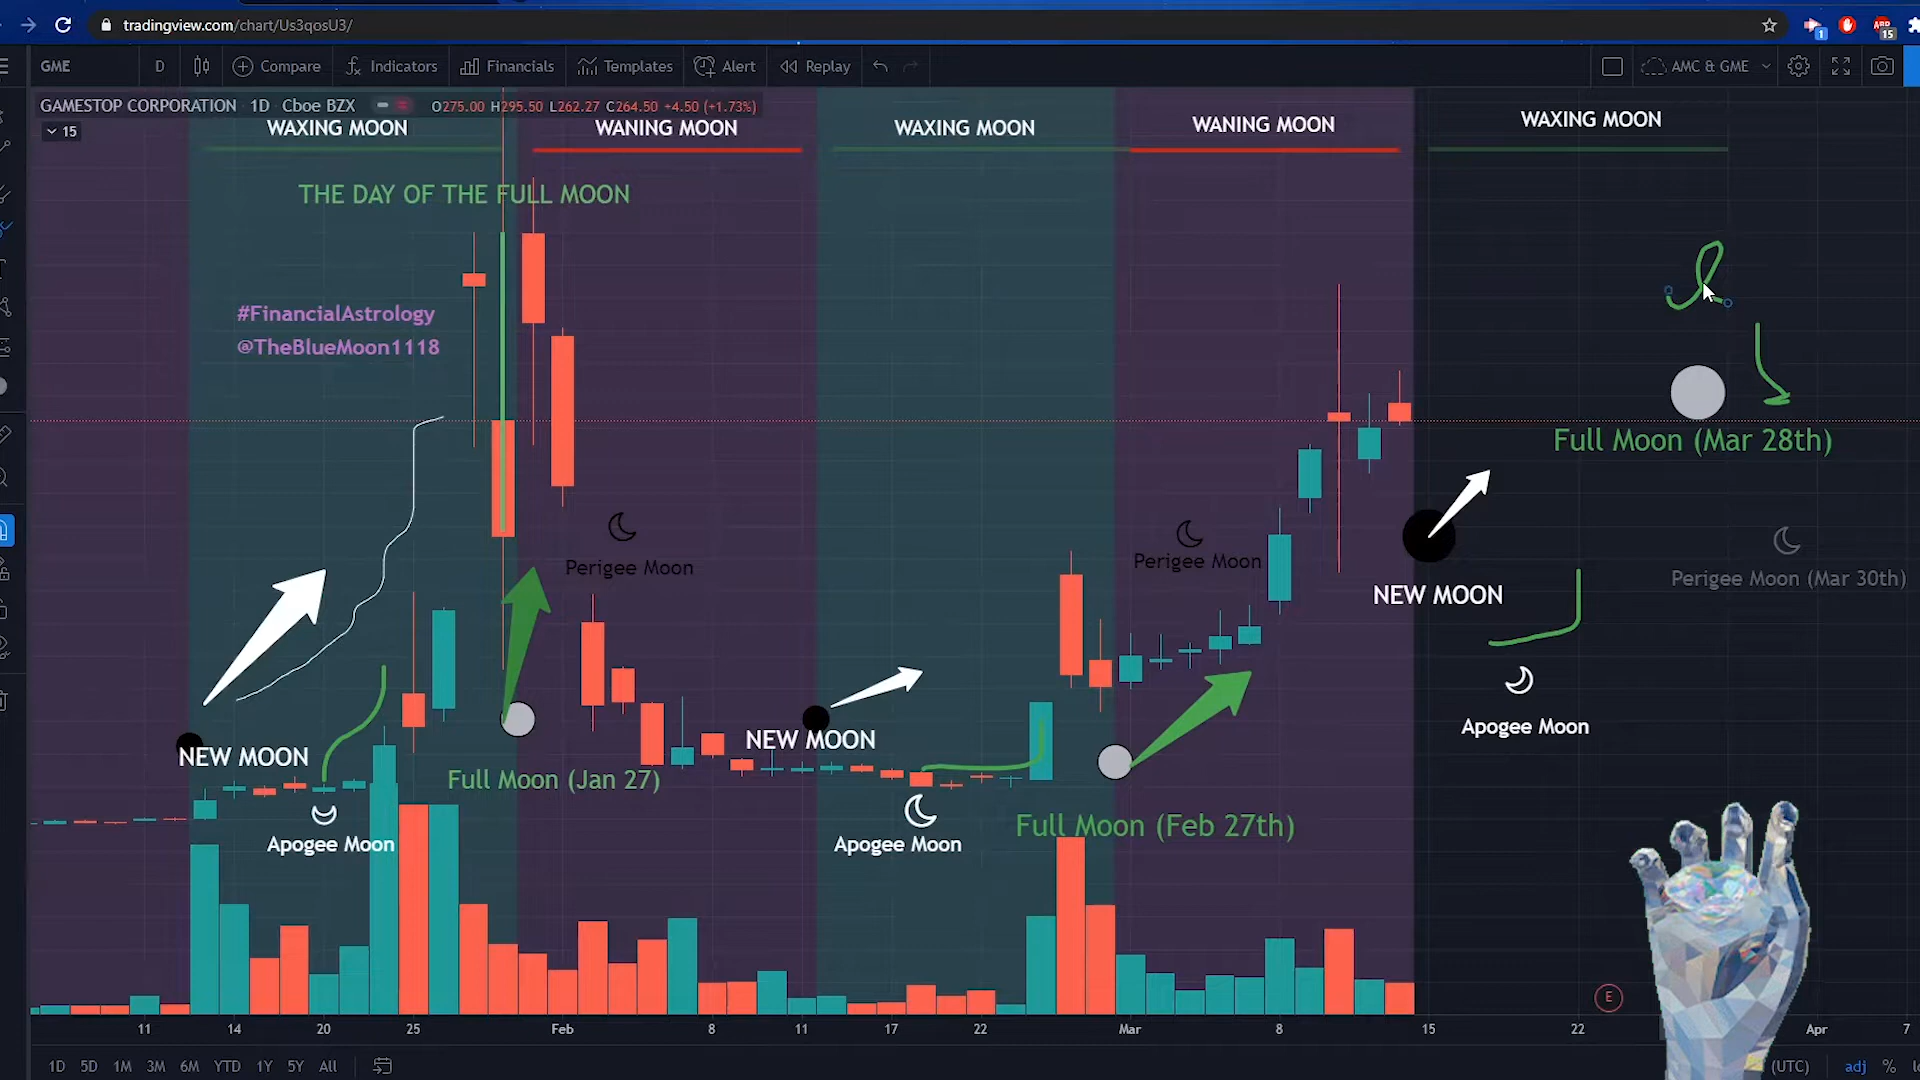 tradingview.com/chart/Us3qosU3/
1
15
GME D Compare Indicators Financials Templates Alert Replay AMC & GME
GAMESTOP CORPORATION · 1D · Cboe BZX O275.00 H295.50 L262.27 C264.50 +4.50 (+1.73%)
15
WAXING MOON WANING MOON WAXING MOON WANING MOON WAXING MOON
THE DAY OF THE FULL MOON
#FinancialAstrology
@TheBlueMoon1118
Full Moon (Mar 28th)
Perigee Moon Perigee Moon Perigee Moon (Mar 30th)
NEW MOON
NEW MOON NEW MOON
Apogee Moon
Full Moon (Jan 27)
Full Moon (Feb 27th)
Apogee Moon Apogee Moon
E
11 14 20 25 Feb 8 11 17 22 Mar 8 15 22 Apr 7
1D 5D 1M 3M 6M YTD 1Y 5Y All (UTC) adj %